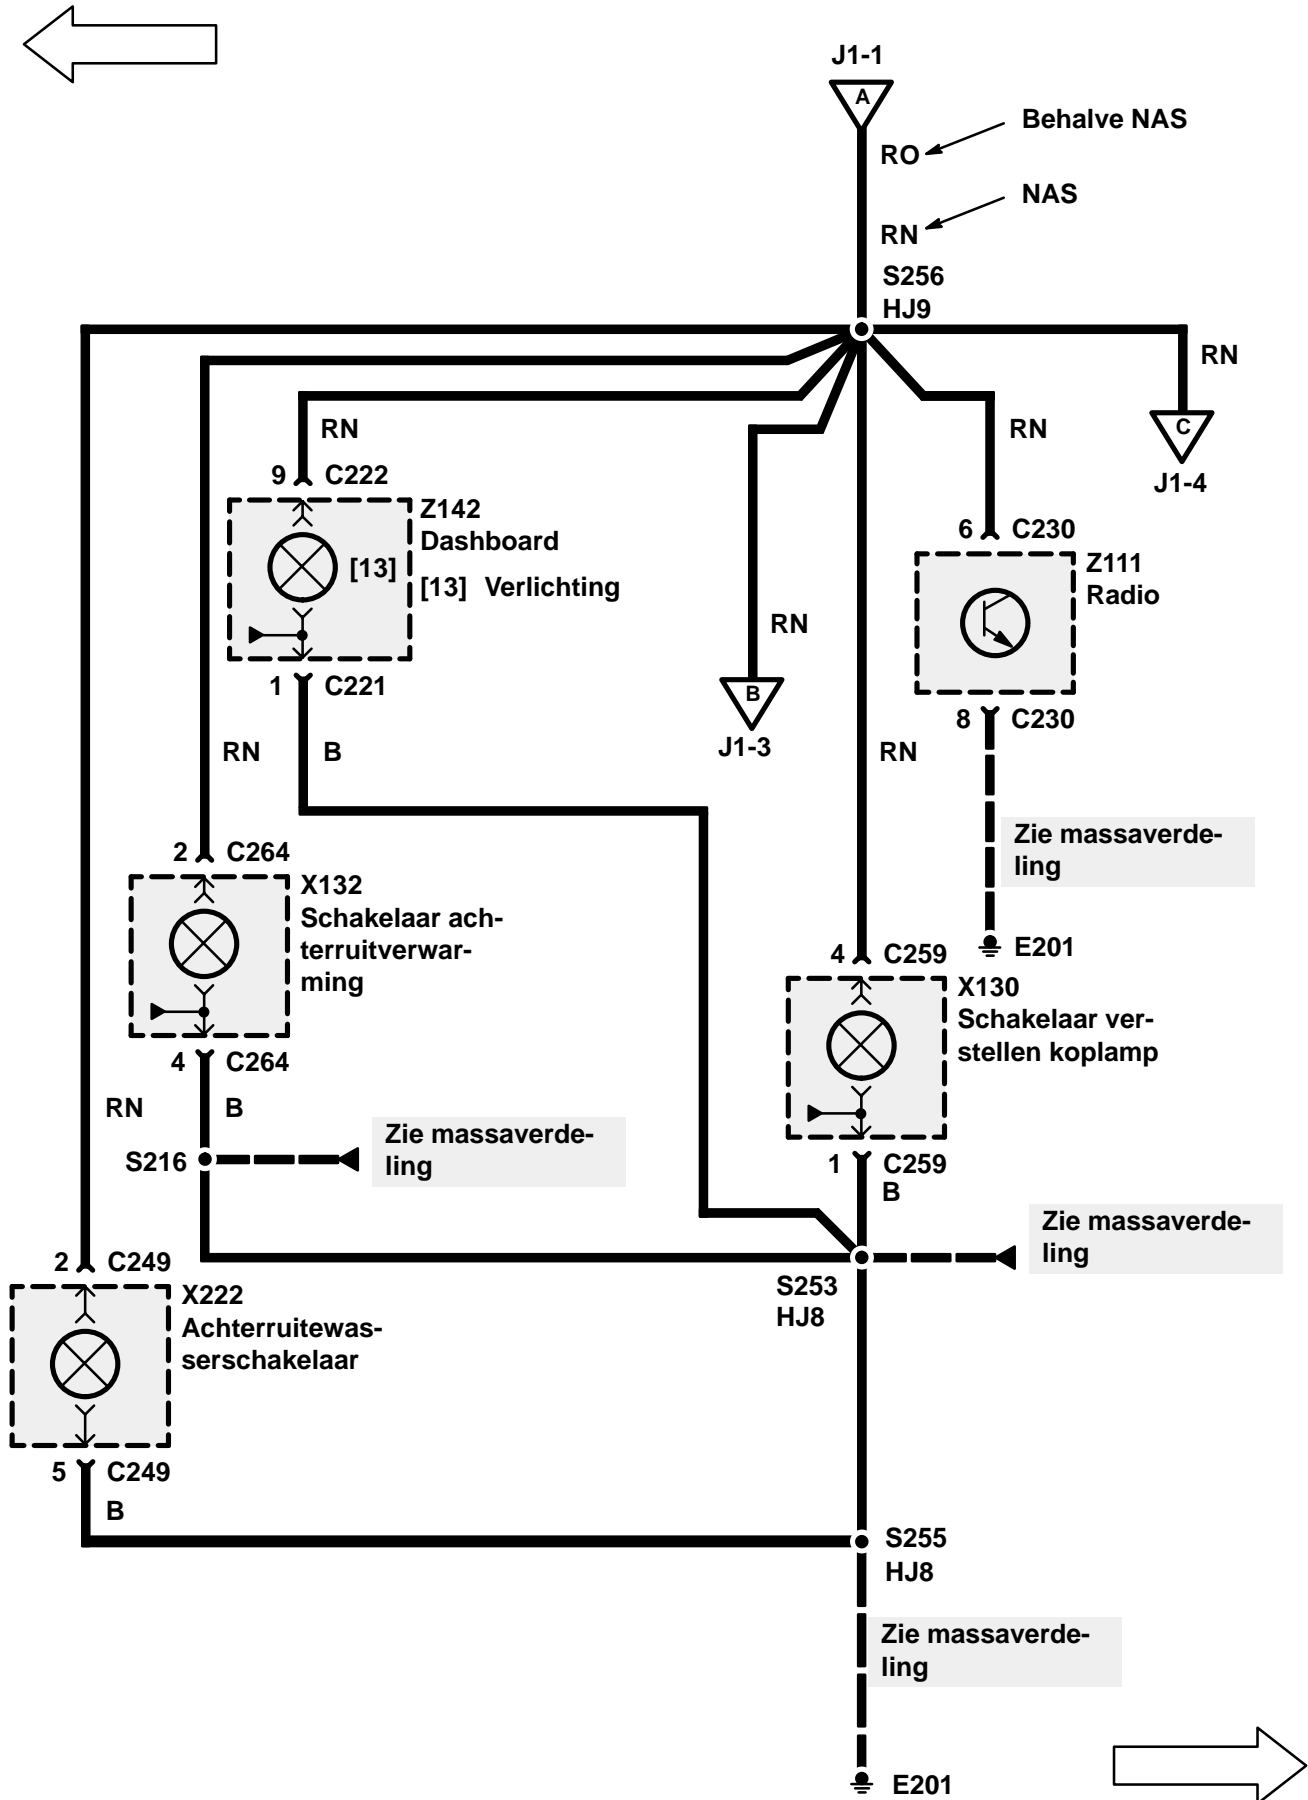 J1-1
A
Behalve NAS
RO
NAS
RN
S256
HJ9
RN
RN
RN
C
J1-4
9 C222
Z142
Dashboard
[13]
[13] Verlichting
6 C230
Z111
Radio
RN
1 C221
B
J1-3
8 C230
RN
B
RN
Zie massaverde-
ling
2 C264
X132
Schakelaar ach-
terruitverwar-
ming
E201
4 C259
X130
Schakelaar ver-
stellen koplamp
4 C264
RN
B
Zie massaverde-
ling
S216
1 C259
B
Zie massaverde-
ling
2 C249
S253
HJ8
X222
Achterruitewas-
serschakelaar
5 C249
B
S255
HJ8
Zie massaverde-
ling
E201